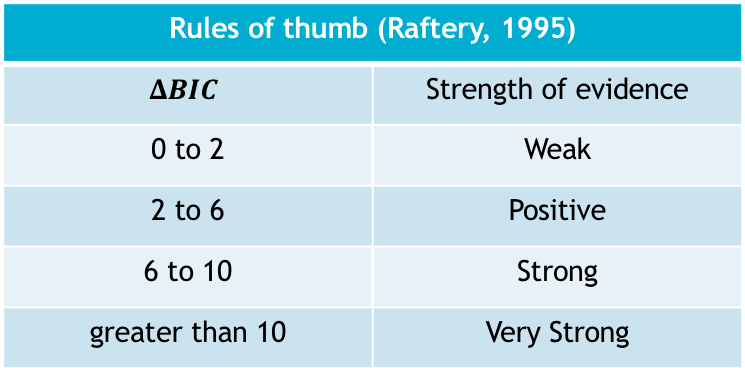 Rules of thumb (Raftery, 1995)
ΔBIC Strength of evidence
0 to 2 Weak
2 to 6 Positive
6 to 10 Strong
greater than 10 Very Strong